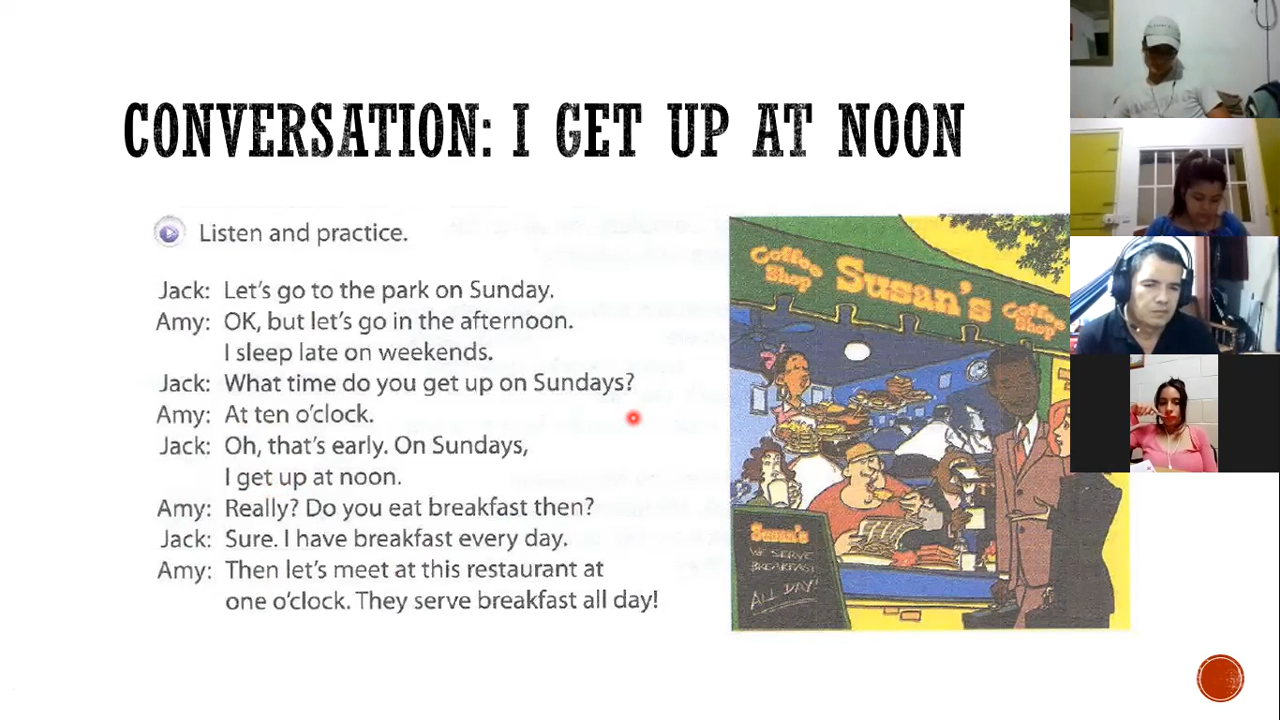 CONVERSATION: I GET UP AT NOON
Listen and practice.
Jack: Let's go to the park on Sunday.
Amy: OK, but let's go in the afternoon.
I sleep late on weekends.
Jack: What time do you get up on Sundays?
Amy: At ten o'clock.
Jack: Oh, that's early. On Sundays,
I get up at noon.
Amy: Really? Do you eat breakfast then?
Jack: Sure. I have breakfast every day.
Amy: Then let's meet at this restaurant at
one o'clock. They serve breakfast all day!
Coffee Shop Susan's Coffee Shop
Susan's
WE SERVE
BREAKFAST
ALL DAY!